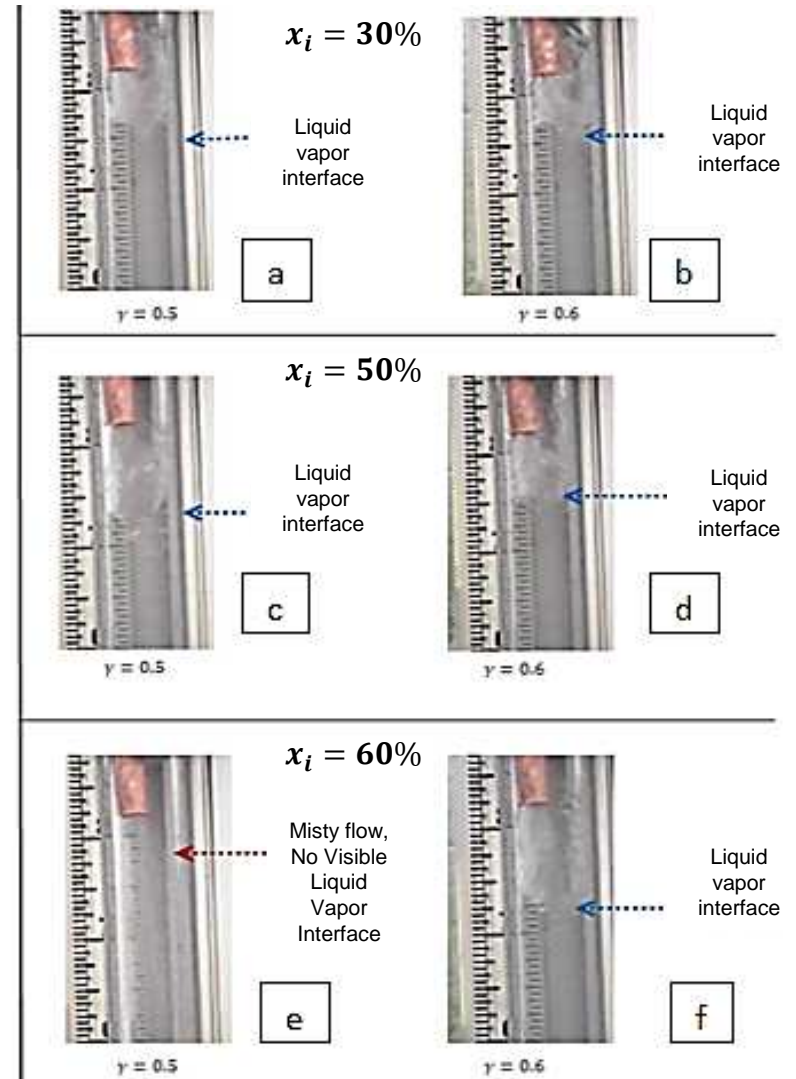 x_i = 30%
Liquid
vapor
interface
a
γ = 0.5
Liquid
vapor
interface
b
γ = 0.6
x_i = 50%
Liquid
vapor
interface
c
γ = 0.5
Liquid
vapor
interface
d
γ = 0.6
x_i = 60%
Misty flow,
No Visible
Liquid
Vapor
Interface
e
γ = 0.5
Liquid
vapor
interface
f
γ = 0.6